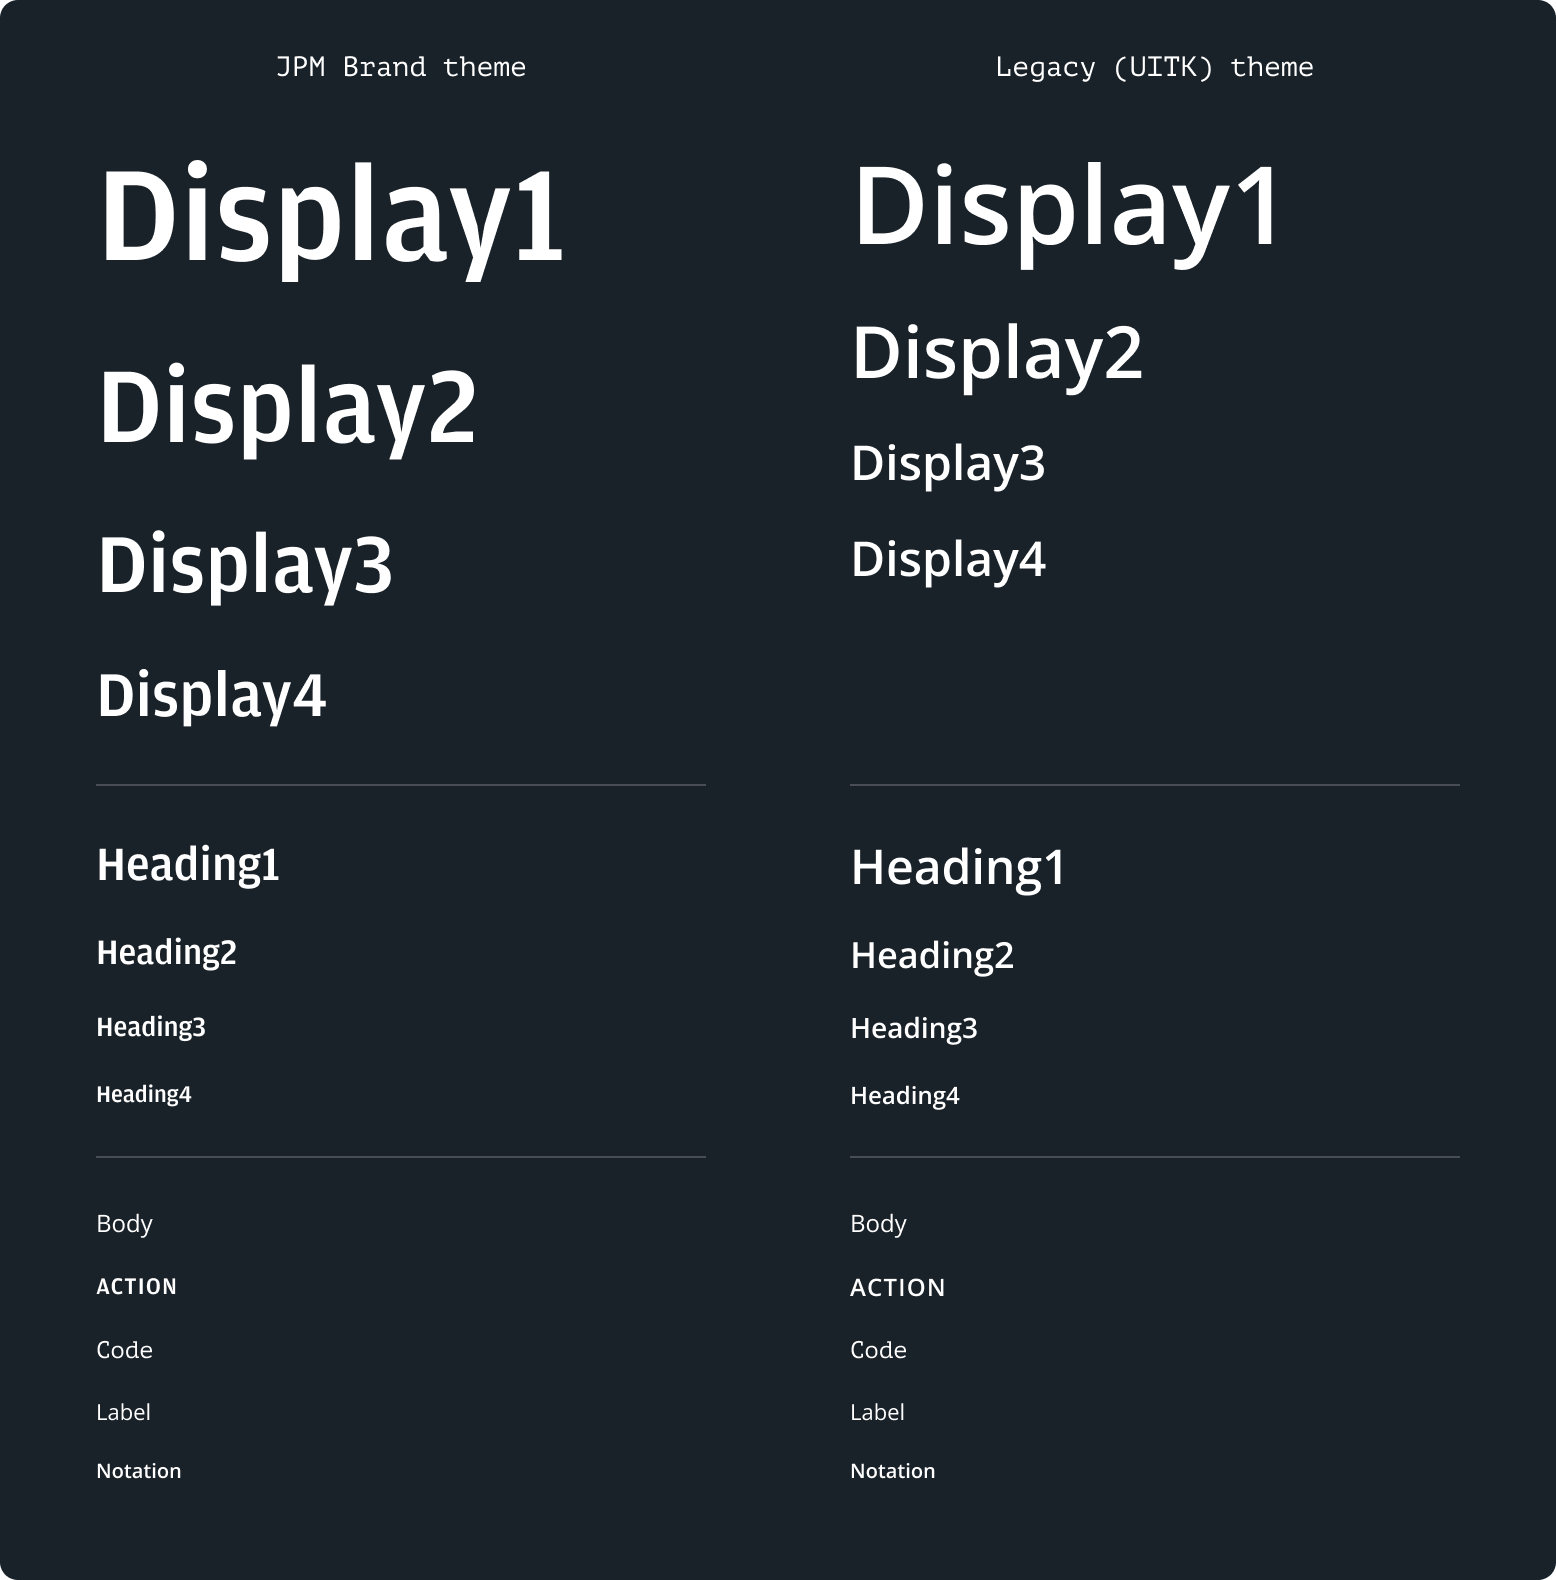 JPM Brand theme
Display1
Display2
Display3
Display4
Heading1
Heading2
Heading3
Heading4
Body
ACTION
Code
Label
Notation
Legacy (UITK) theme
Display1
Display2
Display3
Display4
Heading1
Heading2
Heading3
Heading4
Body
ACTION
Code
Label
Notation